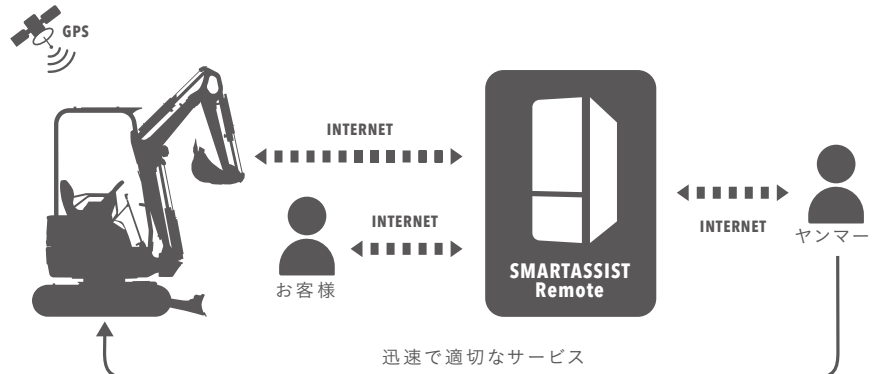 GPS
INTERNET
INTERNET
お客様
SMARTASSIST
Remote
INTERNET
ヤンマー
迅速で適切なサービス